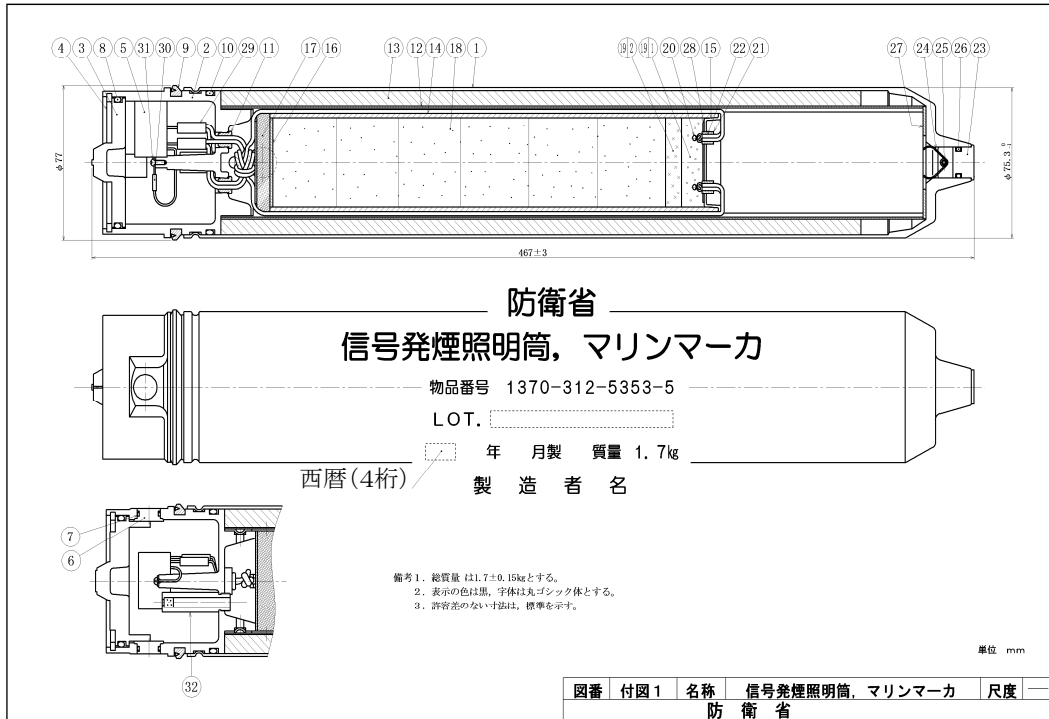 4 3 8 5 31 30 9 2 10 29 11 17 16 13 12 14 18 1 19-2 19-1 20 28 15 22 21 27 24 25 26 23
φ77
φ75.3 0 -1
467±3
防衛省
信号発煙照明筒，マリンマーカ
物品番号 1370-312-5353-5
LOT.
年 月製 質量 1.7kg
西暦(4桁)
製造者名
7
6
32
備考1. 総質量 は1.7±0.15kgとする。
2. 表示の色は黒，字体は丸ゴシック体とする。
3. 許容差のない寸法は，標準を示す。
単位 mm
図番 付図1 名称 信号発煙照明筒，マリンマーカ 尺度 —
防衛省